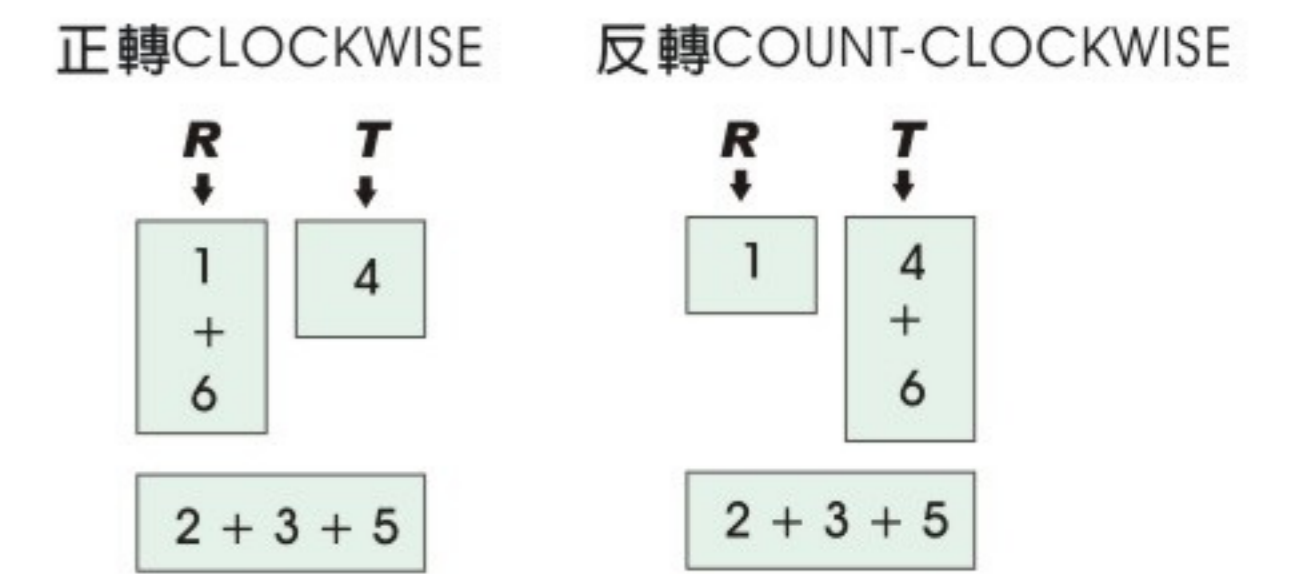 正轉CLOCKWISE
R T
1
+
6
4
2 + 3 + 5
反轉COUNT-CLOCKWISE
R T
1
4
+
6
2 + 3 + 5